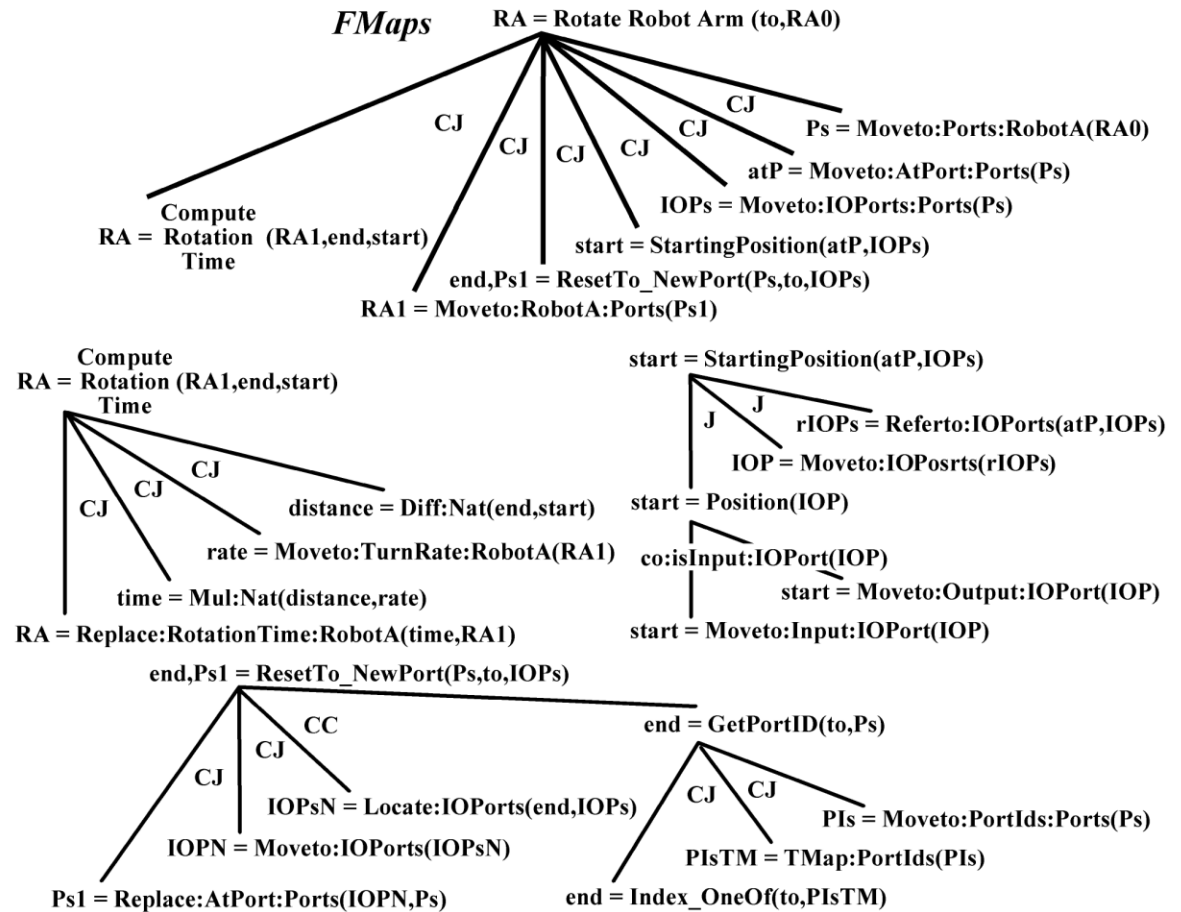 FMaps
RA = Rotate Robot Arm (to,RA0)
CJ
CJ
CJ
CJ
CJ
CJ
Ps = Moveto:Ports:RobotA(RA0)
atP = Moveto:AtPort:Ports(Ps)
IOPs = Moveto:IOPorts:Ports(Ps)
start = StartingPosition(atP,IOPs)
end,Ps1 = ResetTo_NewPort(Ps,to,IOPs)
RA1 = Moveto:RobotA:Ports(Ps1)
Compute
RA = Rotation (RA1,end,start)
Time
Compute
RA = Rotation (RA1,end,start)
Time
CJ
CJ
CJ
distance = Diff:Nat(end,start)
rate = Moveto:TurnRate:RobotA(RA1)
time = Mul:Nat(distance,rate)
RA = Replace:RotationTime:RobotA(time,RA1)
start = StartingPosition(atP,IOPs)
J
J
rIOPs = Referto:IOPorts(atP,IOPs)
IOP = Moveto:IOPosrts(rIOPs)
start = Position(IOP)
co:isInput:IOPort(IOP)
start = Moveto:Output:IOPort(IOP)
start = Moveto:Input:IOPort(IOP)
end,Ps1 = ResetTo_NewPort(Ps,to,IOPs)
CC
CJ
CJ
end = GetPortID(to,Ps)
IOPsN = Locate:IOPorts(end,IOPs)
IOPN = Moveto:IOPorts(IOPsN)
Ps1 = Replace:AtPort:Ports(IOPN,Ps)
CJ
CJ
PIs = Moveto:PortIds:Ports(Ps)
PIsTM = TMap:PortIds(PIs)
end = Index_OneOf(to,PIsTM)